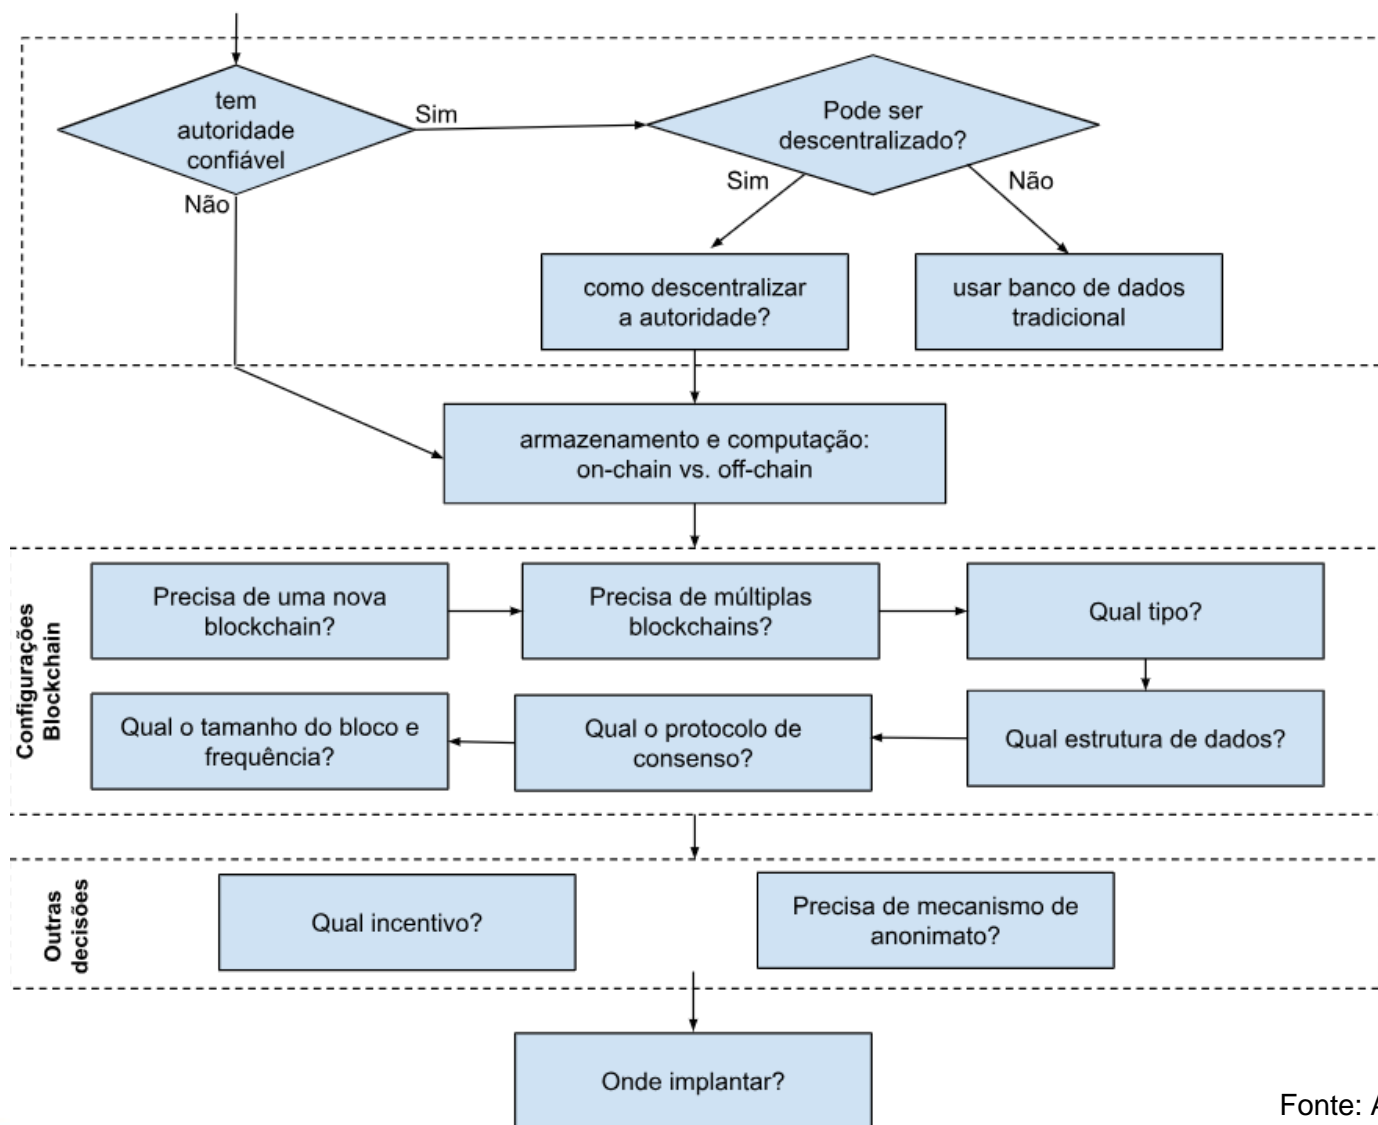 tem
autoridade
confiável
Sim
Pode ser
descentralizado?
Não
Sim
Não
como descentralizar
a autoridade?
usar banco de dados
tradicional
armazenamento e computação:
on-chain vs. off-chain
Configurações
Blockchain
Precisa de uma nova
blockchain?
Precisa de múltiplas
blockchains?
Qual tipo?
Qual o tamanho do bloco e
frequência?
Qual o protocolo de
consenso?
Qual estrutura de dados?
Outras
decisões
Qual incentivo?
Precisa de mecanismo de
anonimato?
Onde implantar?
Fonte: